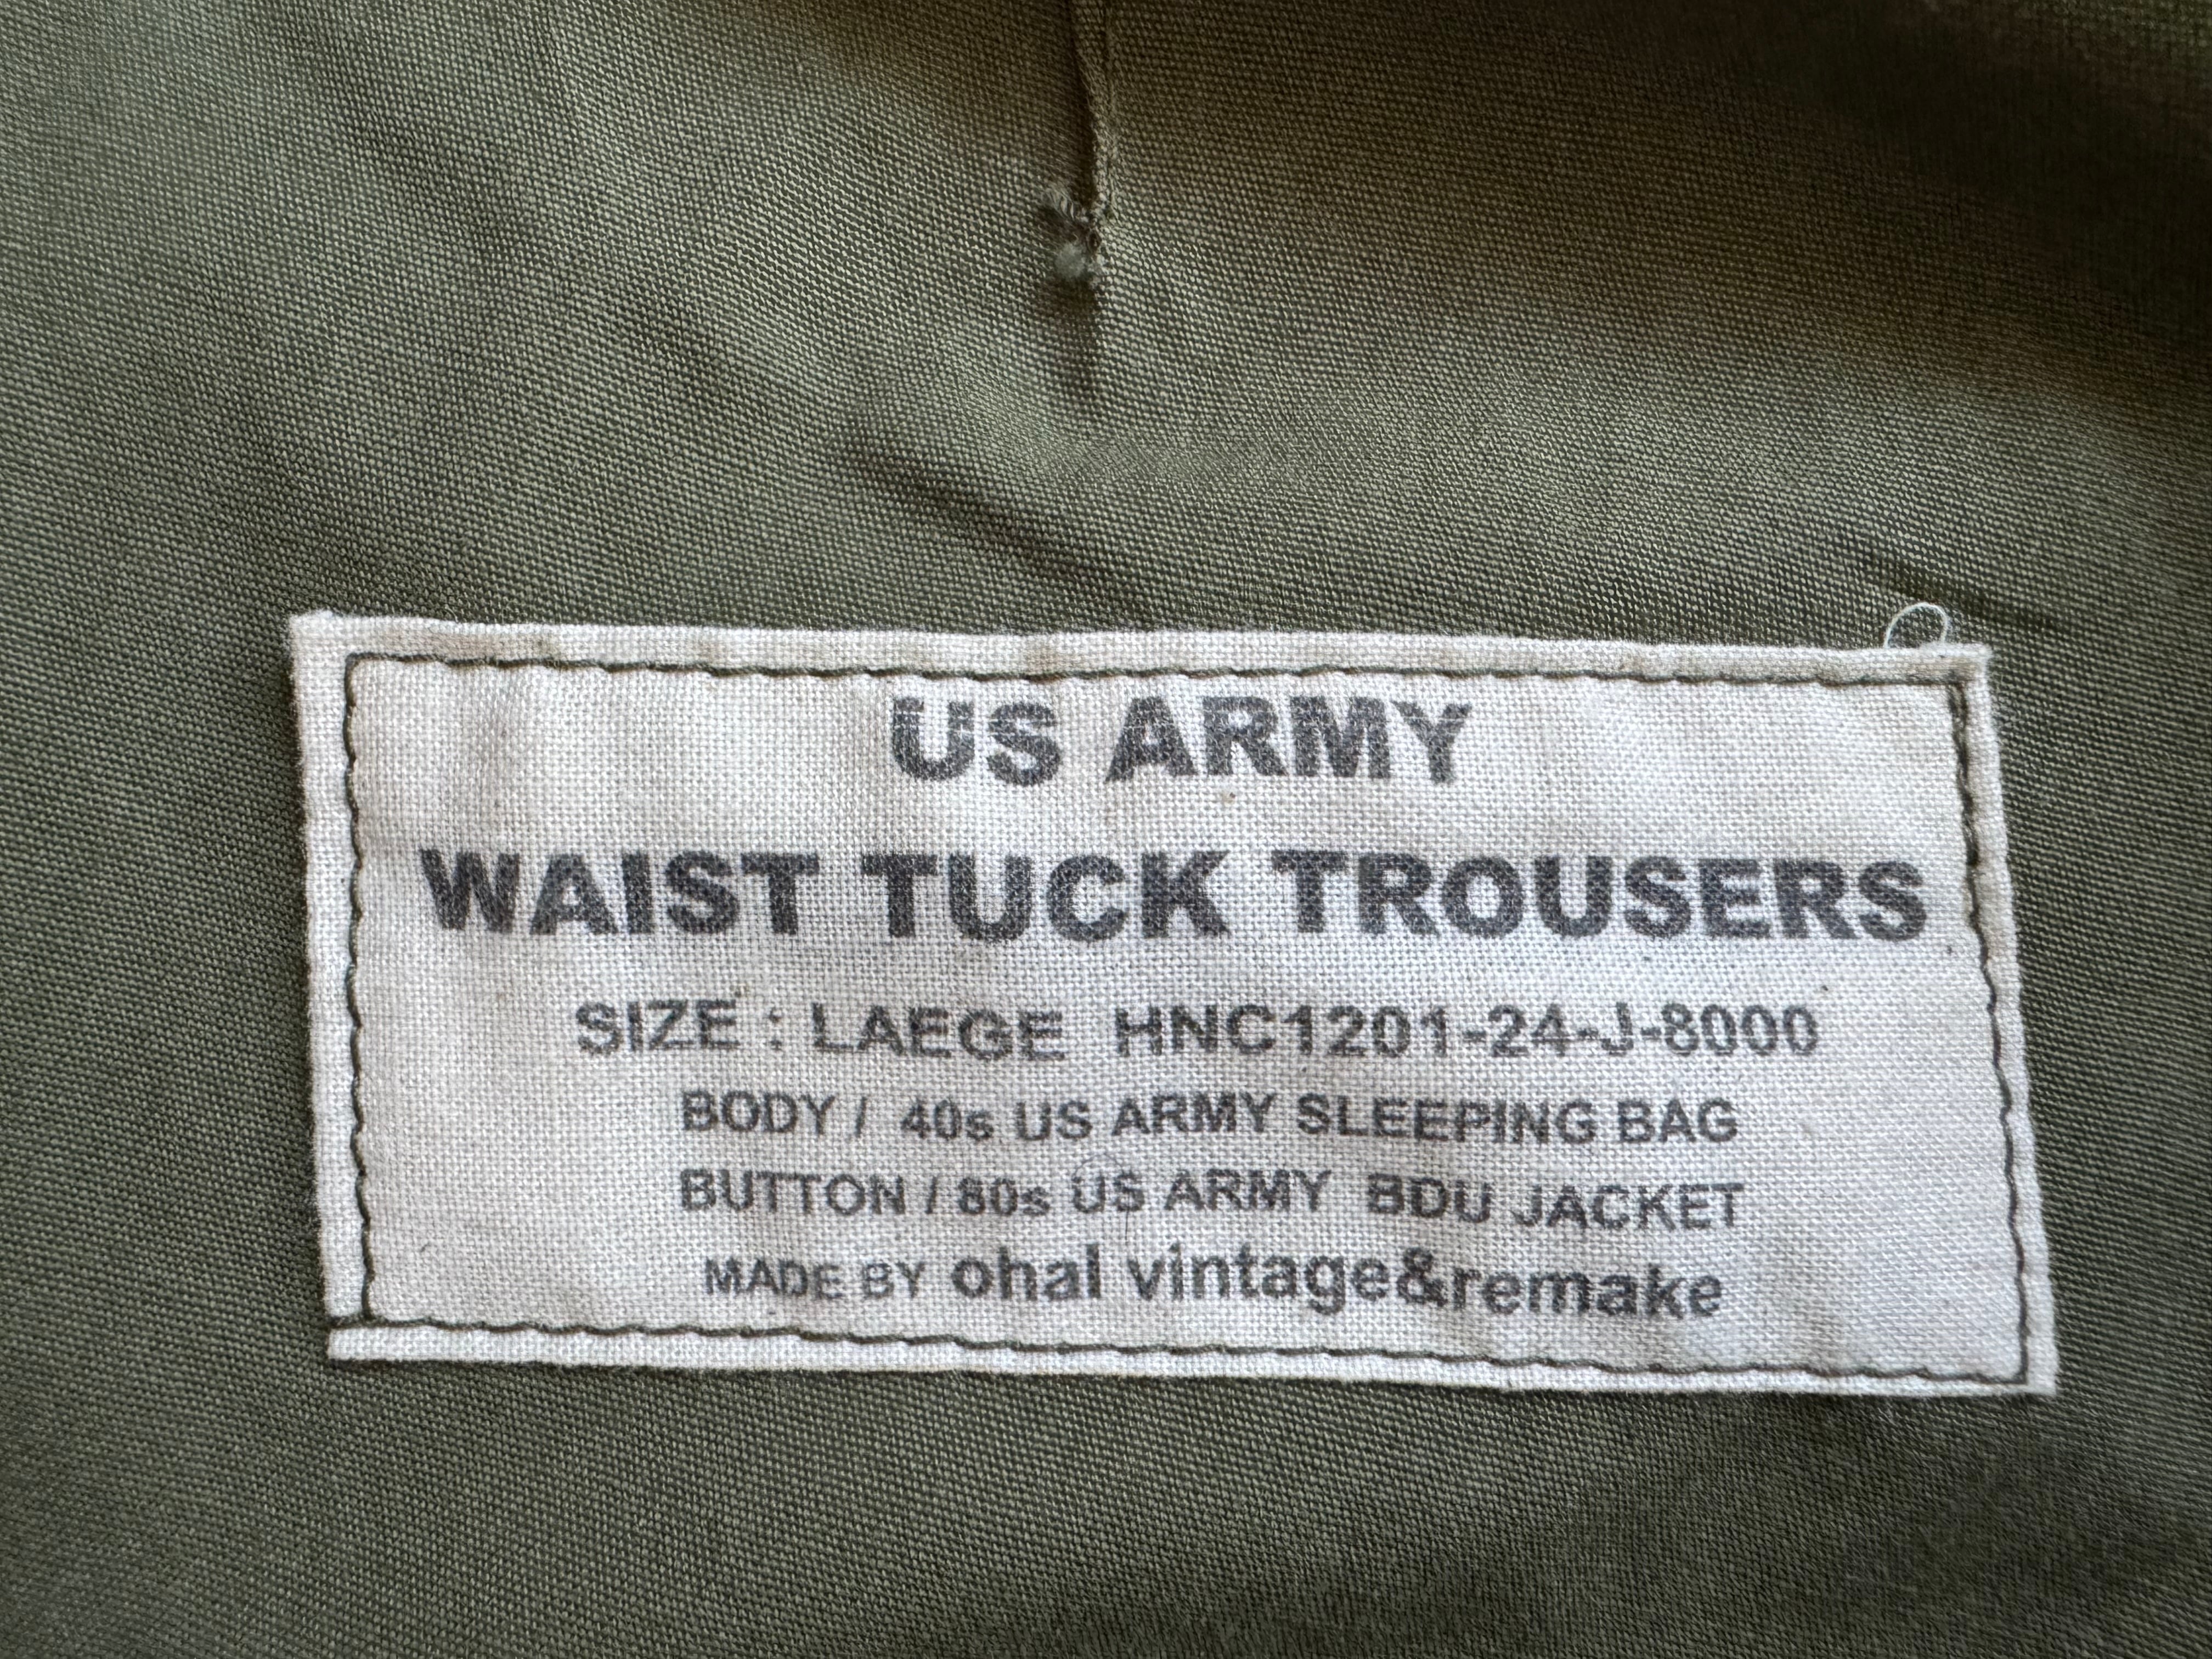 US ARMY
WAIST TUCK TROUSERS
SIZE : LAEGE HNC1201-24-J-8000
BODY / 40s US ARMY SLEEPING BAG
BUTTON / 80s US ARMY BDU JACKET
MADE BY ohal vintage&remake